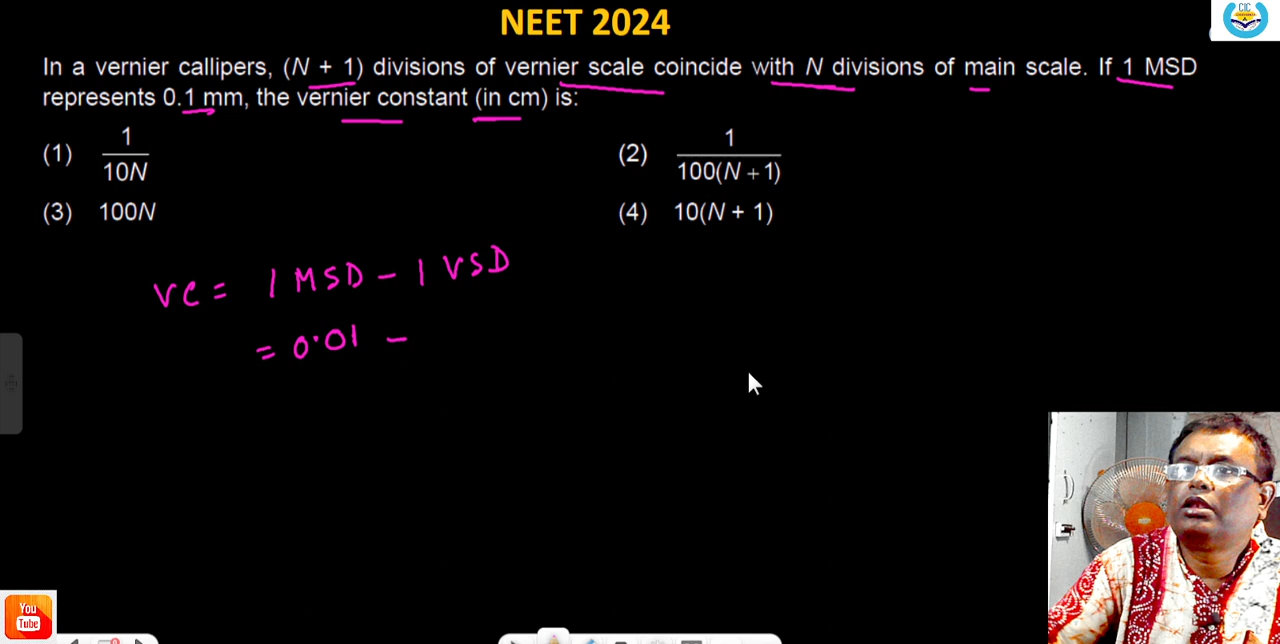 CIC
NEET 2024
In a vernier callipers, (N + 1) divisions of vernier scale coincide with N divisions of main scale. If 1 MSD
represents 0.1 mm, the vernier constant (in cm) is:
(1) 1/10N
(2) 1/100(N + 1)
(3) 100N
(4) 10(N + 1)
VC = 1 MSD - 1 VSD
= 0.01 -
You
Tube